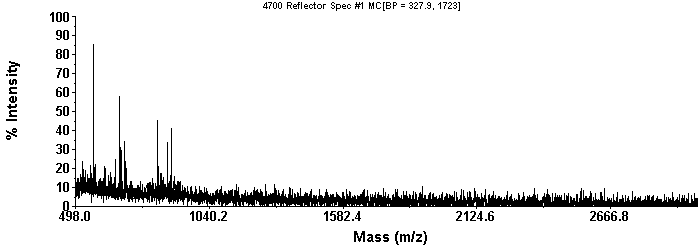 4700 Reflector Spec #1 MC[BP = 327.9, 1723]
100
90
80
70
60
50
40
30
20
10
0
% Intensity
498.0 1040.2 1582.4 2124.6 2666.8
Mass (m/z)